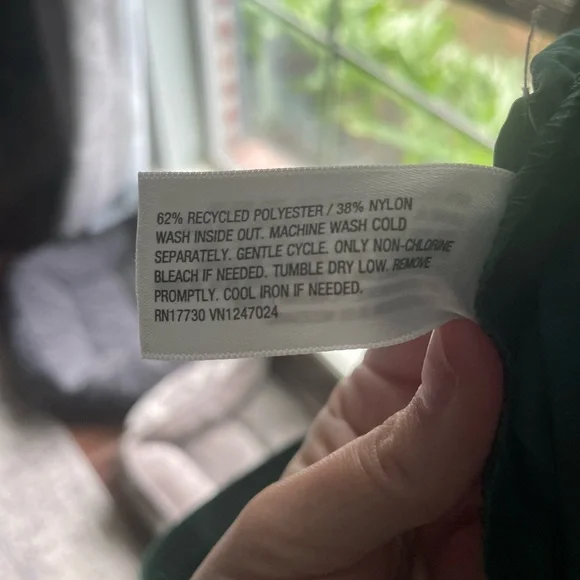 62% RECYCLED POLYESTER / 38% NYLON
WASH INSIDE OUT. MACHINE WASH COLD
SEPARATELY. GENTLE CYCLE. ONLY NON-CHLORINE
BLEACH IF NEEDED. TUMBLE DRY LOW. REMOVE
PROMPTLY. COOL IRON IF NEEDED.
RN17730 VN1247024